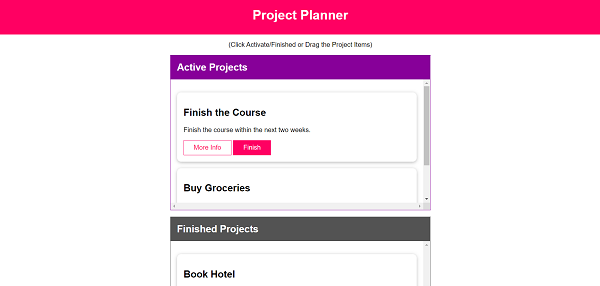 Project Planner
(Click Activate/Finished or Drag the Project Items)
Active Projects
Finish the Course
Finish the course within the next two weeks.
More Info
Finish
Buy Groceries
Finished Projects
Book Hotel